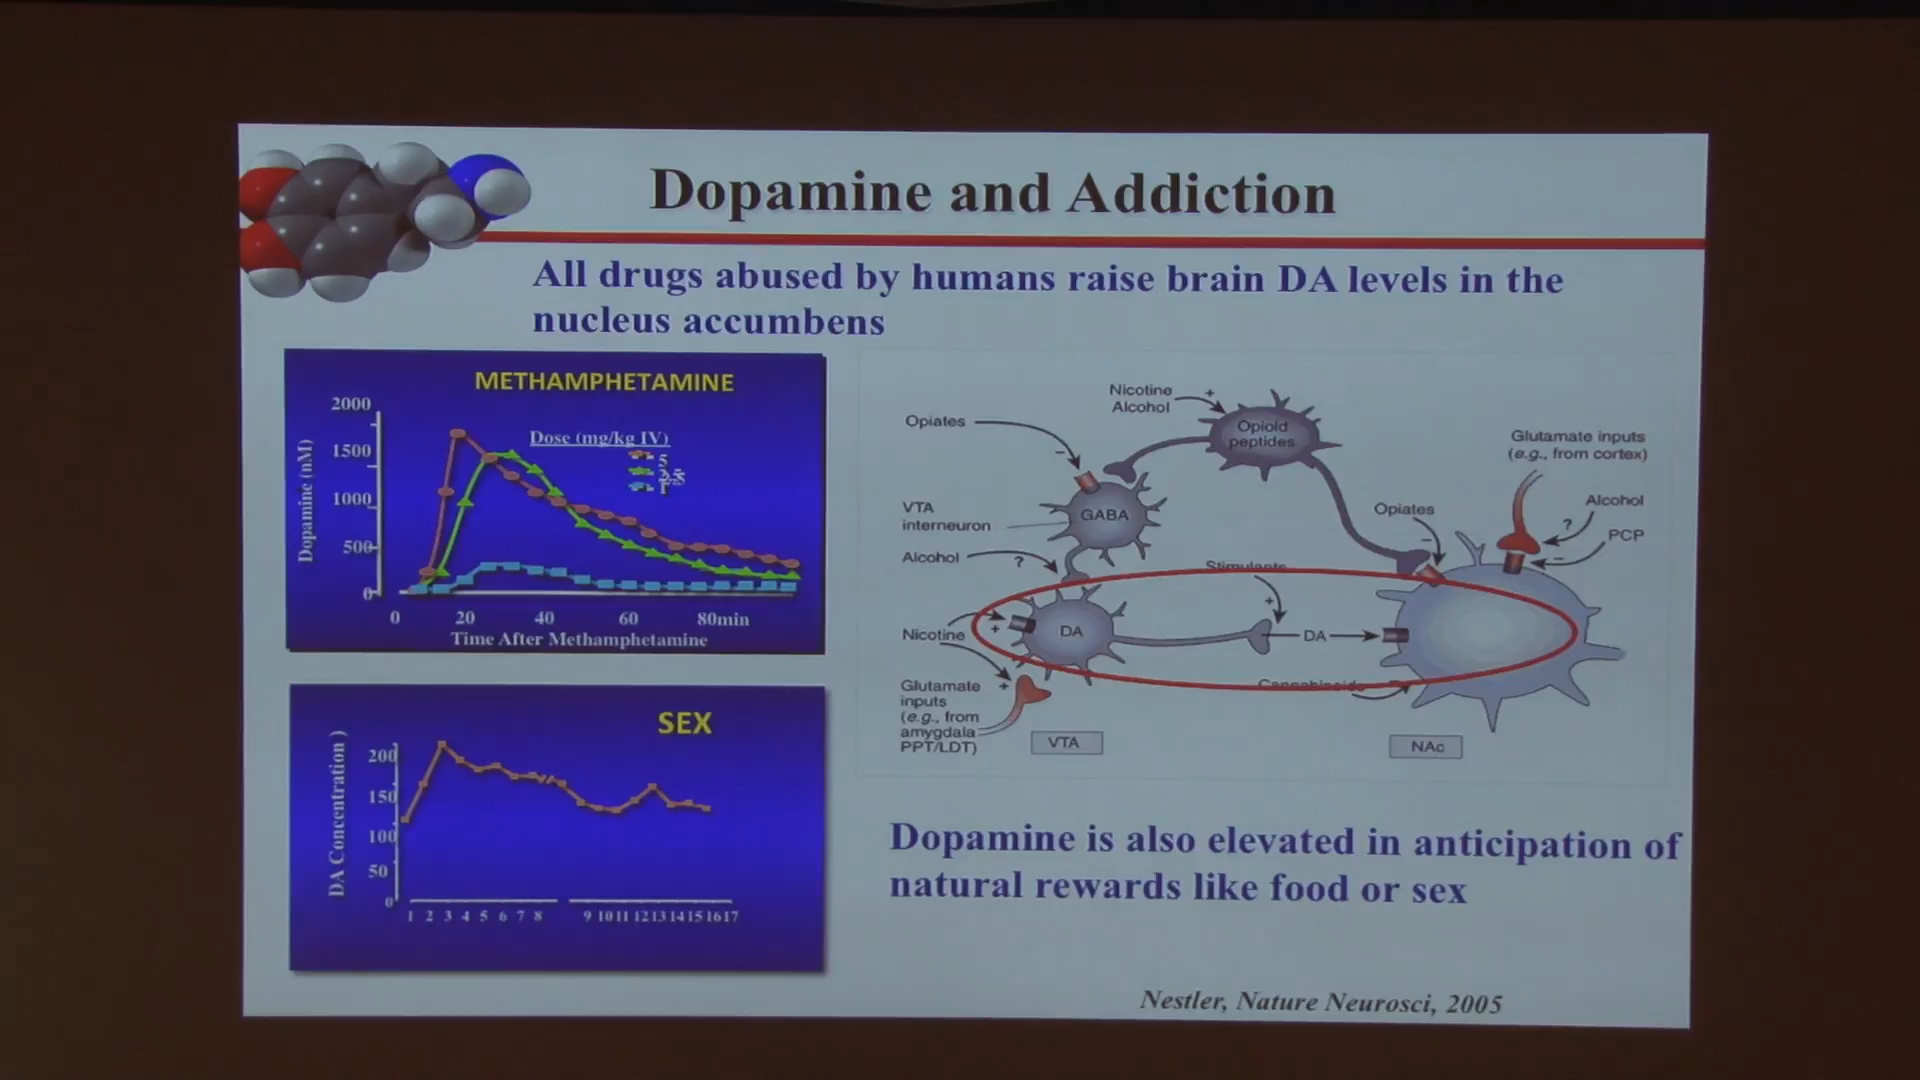 Dopamine and Addiction
All drugs abused by humans raise brain DA levels in the
nucleus accumbens
METHAMPHETAMINE
Dopamine (nM)
2000
1500
1000
500
0
Dose (mg/kg IV)
5
2.5
1
0 20 40 60 80min
Time After Methamphetamine
SEX
DA Concentration )
200
150
100
50
0
1 2 3 4 5 6 7 8 9 10 11 12 13 14 15 16 17
Nicotine
Alcohol
+
Opiates
−
Opioid
peptides
Glutamate inputs
(e.g., from cortex)
VTA
interneuron
GABA
Opiates
−
Alcohol
?
PCP
−
Alcohol
?
Stimulants
+
Nicotine
+
DA
DA
Glutamate
inputs
(e.g., from
amygdala
PPT/LDT)
+
Cannabinoids
VTA
NAc
Dopamine is also elevated in anticipation of
natural rewards like food or sex
Nestler, Nature Neurosci, 2005